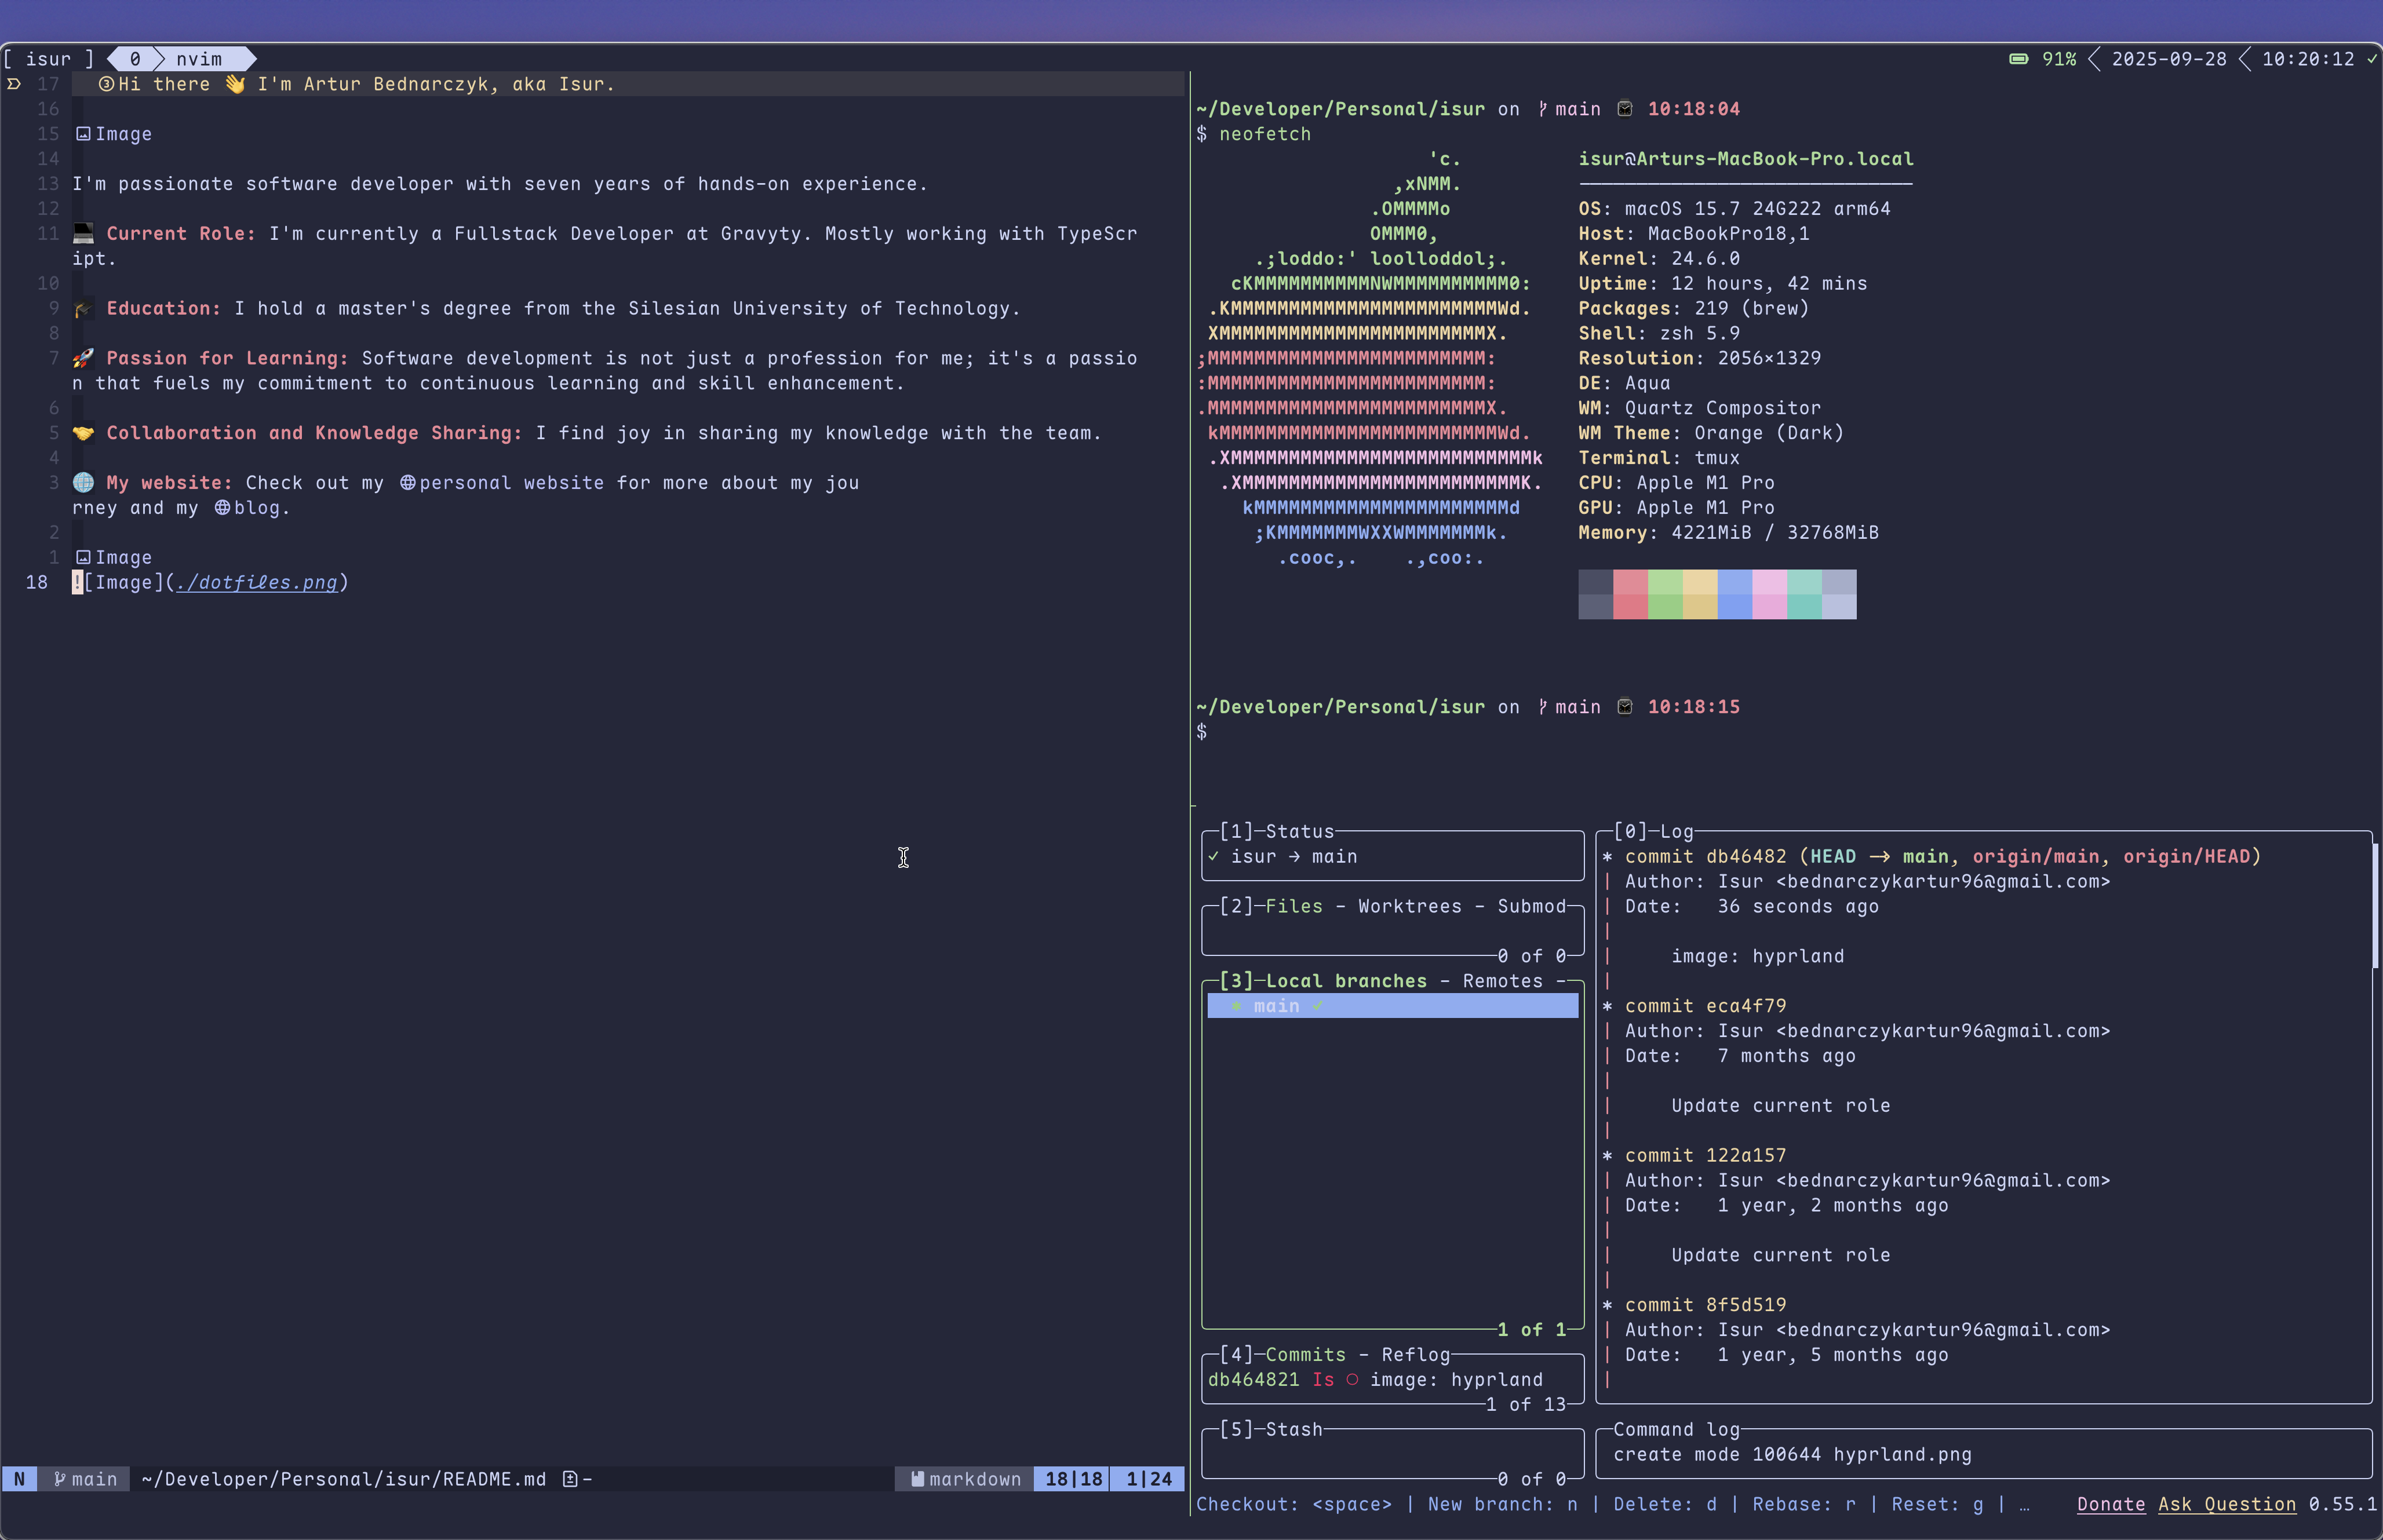 [ isur ] 0 nvim 91% 2025-09-28 10:20:12 ✓
17 ③Hi there 👋 I'm Artur Bednarczyk, aka Isur.
16
15 Image
14
13 I'm passionate software developer with seven years of hands-on experience.
12
11 💻 Current Role: I'm currently a Fullstack Developer at Gravyty. Mostly working with TypeScr
ipt.
10
9 🎓 Education: I hold a master's degree from the Silesian University of Technology.
8
7 🚀 Passion for Learning: Software development is not just a profession for me; it's a passio
n that fuels my commitment to continuous learning and skill enhancement.
6
5 🤝 Collaboration and Knowledge Sharing: I find joy in sharing my knowledge with the team.
4
3 🌐 My website: Check out my personal website for more about my jou
rney and my blog.
2
1 Image
18 ![Image](./dotfiles.png)
N main ~/Developer/Personal/isur/README.md - markdown 18|18 1|24
~/Developer/Personal/isur on main 10:18:04
$ neofetch
'c.
,xNMM.
.OMMMMo
OMMM0,
.;loddo:' loolloddol;.
cKMMMMMMMMMMNWMMMMMMMMMM0:
.KMMMMMMMMMMMMMMMMMMMMMMMWd.
XMMMMMMMMMMMMMMMMMMMMMMMX.
;MMMMMMMMMMMMMMMMMMMMMMMM:
:MMMMMMMMMMMMMMMMMMMMMMMM:
.MMMMMMMMMMMMMMMMMMMMMMMMX.
kMMMMMMMMMMMMMMMMMMMMMMMMWd.
.XMMMMMMMMMMMMMMMMMMMMMMMMMMk
.XMMMMMMMMMMMMMMMMMMMMMMMMK.
kMMMMMMMMMMMMMMMMMMMMMMd
;KMMMMMMMWXXWMMMMMMMk.
.cooc,. .,coo:.
isur@Arturs-MacBook-Pro.local
-----------------------------
OS: macOS 15.7 24G222 arm64
Host: MacBookPro18,1
Kernel: 24.6.0
Uptime: 12 hours, 42 mins
Packages: 219 (brew)
Shell: zsh 5.9
Resolution: 2056×1329
DE: Aqua
WM: Quartz Compositor
WM Theme: Orange (Dark)
Terminal: tmux
CPU: Apple M1 Pro
GPU: Apple M1 Pro
Memory: 4221MiB / 32768MiB
~/Developer/Personal/isur on main 10:18:15
$
[1]-Status
✓ isur → main
[2]-Files - Worktrees - Submod
0 of 0
[3]-Local branches - Remotes -
* main ✓
1 of 1
[4]-Commits - Reflog
db464821 Is ○ image: hyprland
1 of 13
[5]-Stash
0 of 0
[0]-Log
* commit db46482 (HEAD → main, origin/main, origin/HEAD)
| Author: Isur <bednarczykartur96@gmail.com>
| Date: 36 seconds ago
|
| image: hyprland
|
* commit eca4f79
| Author: Isur <bednarczykartur96@gmail.com>
| Date: 7 months ago
|
| Update current role
|
* commit 122a157
| Author: Isur <bednarczykartur96@gmail.com>
| Date: 1 year, 2 months ago
|
| Update current role
|
* commit 8f5d519
| Author: Isur <bednarczykartur96@gmail.com>
| Date: 1 year, 5 months ago
|
Command log
create mode 100644 hyprland.png
Checkout: <space> | New branch: n | Delete: d | Rebase: r | Reset: g | … Donate Ask Question 0.55.1